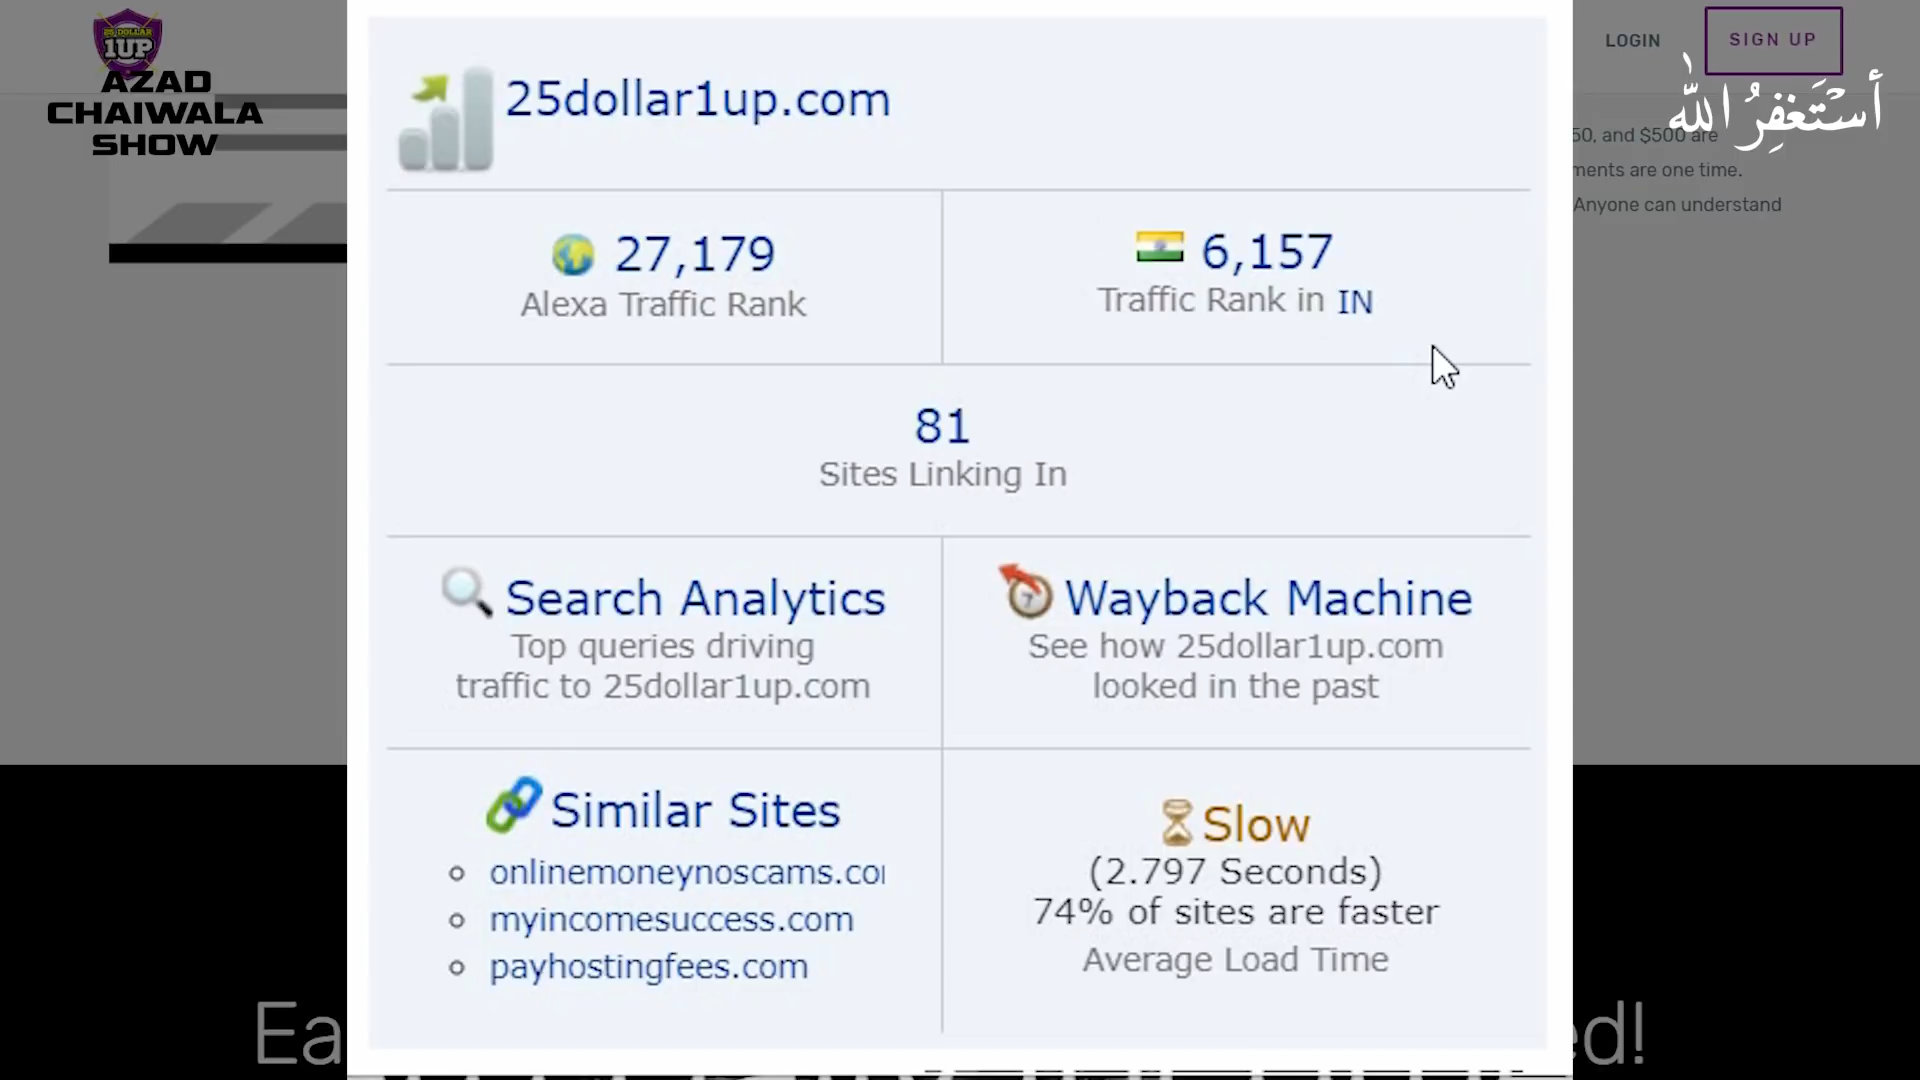 25 DOLLAR
1UP
AZAD
CHAIWALA
SHOW
LOGIN
SIGN UP
أستَغفِرُ اللّٰه
50, and $500 are
ments are one time.
Anyone can understand
25dollar1up.com
27,179
Alexa Traffic Rank
6,157
Traffic Rank in IN
81
Sites Linking In
Search Analytics
Top queries driving
traffic to 25dollar1up.com
Wayback Machine
See how 25dollar1up.com
looked in the past
Similar Sites
onlinemoneynoscams.co
myincomesuccess.com
payhostingfees.com
Slow
(2.797 Seconds)
74% of sites are faster
Average Load Time
Ea
ed!